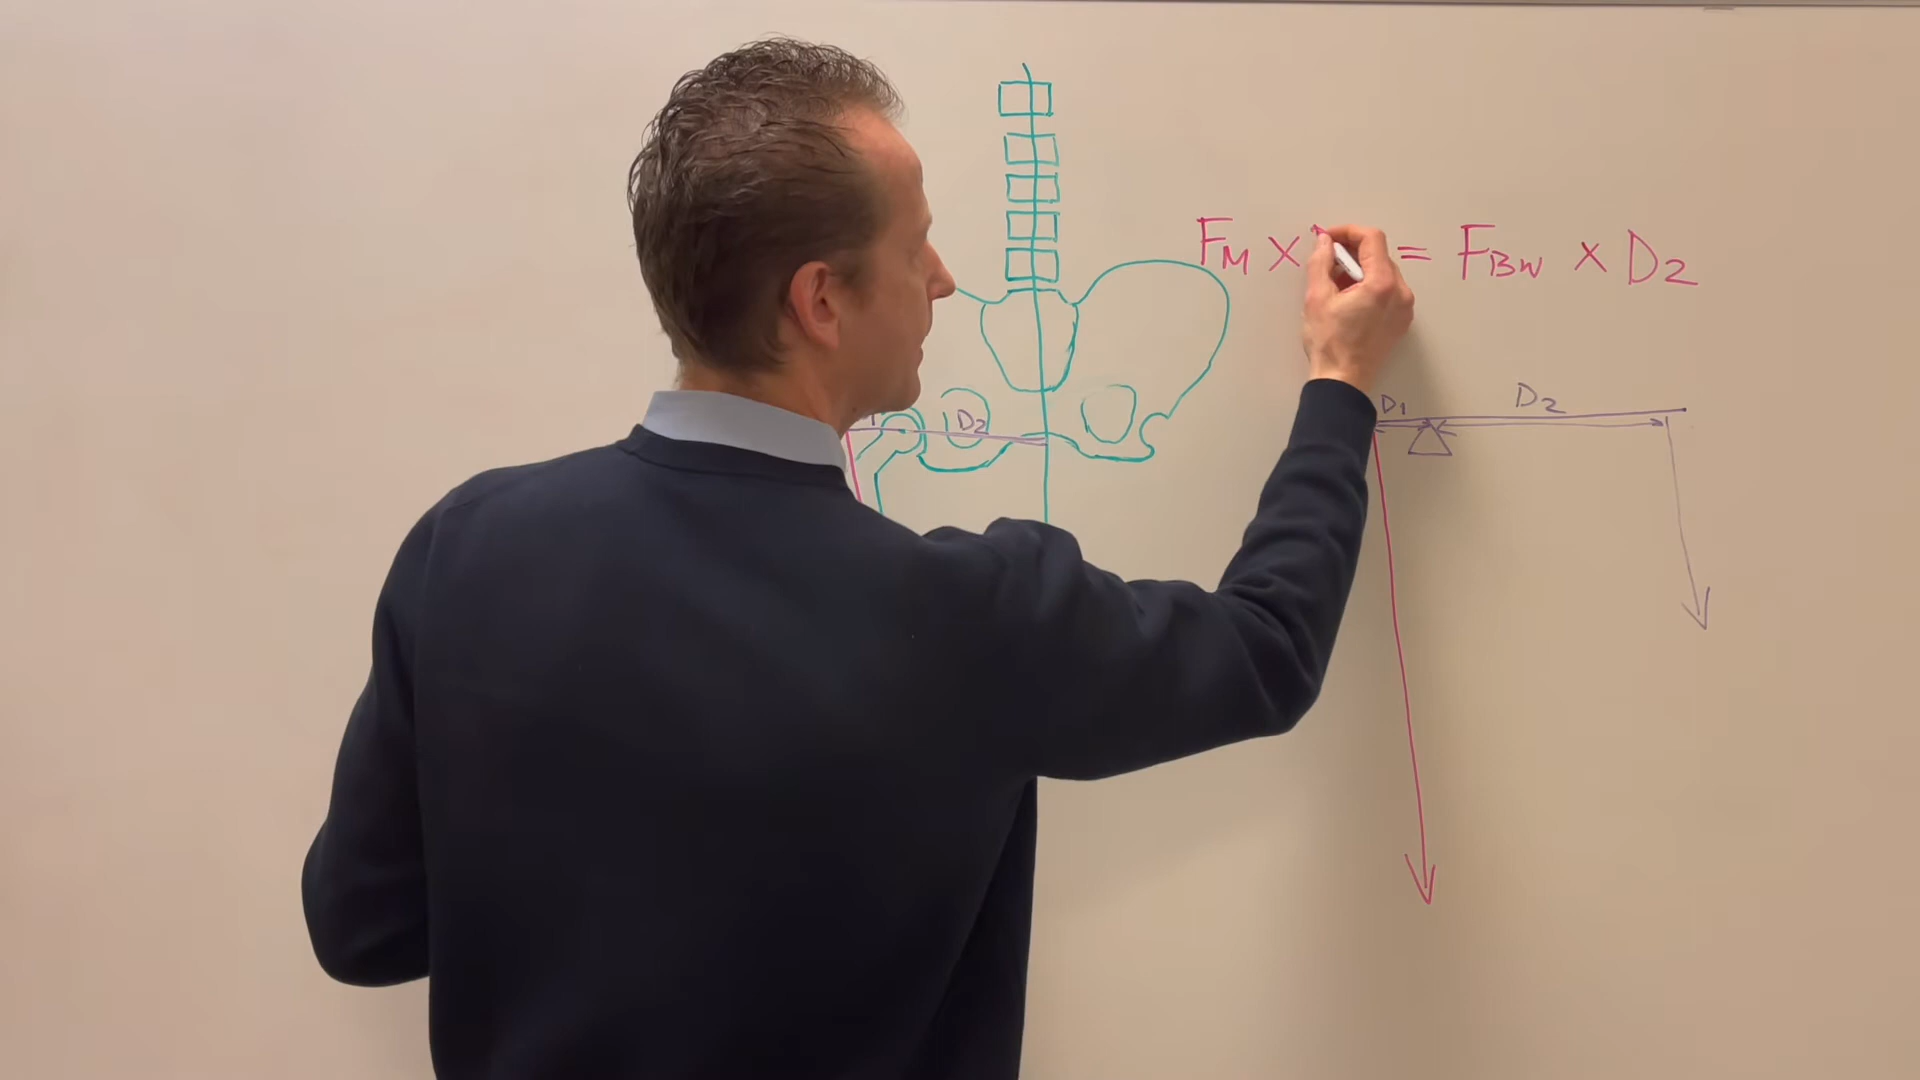 FM x = FBW x D2
D1 D2
D2